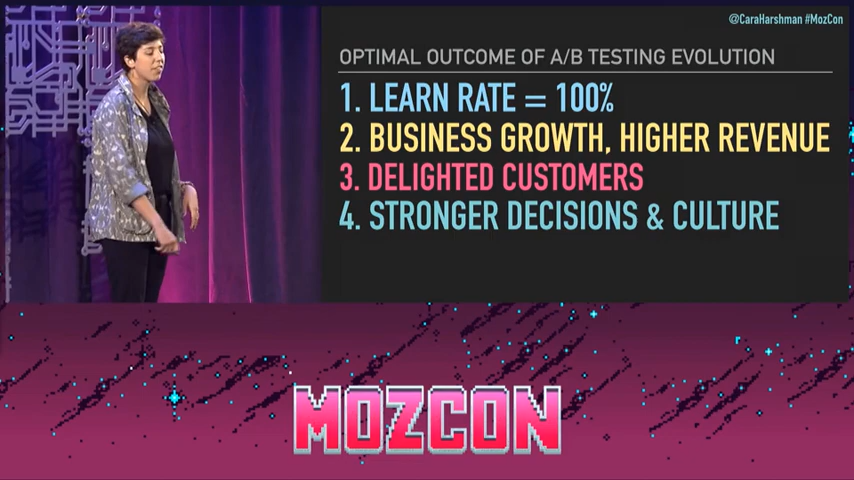 @CaraHarshman #MozCon
OPTIMAL OUTCOME OF A/B TESTING EVOLUTION
1. LEARN RATE = 100%
2. BUSINESS GROWTH, HIGHER REVENUE
3. DELIGHTED CUSTOMERS
4. STRONGER DECISIONS & CULTURE
MOZCON